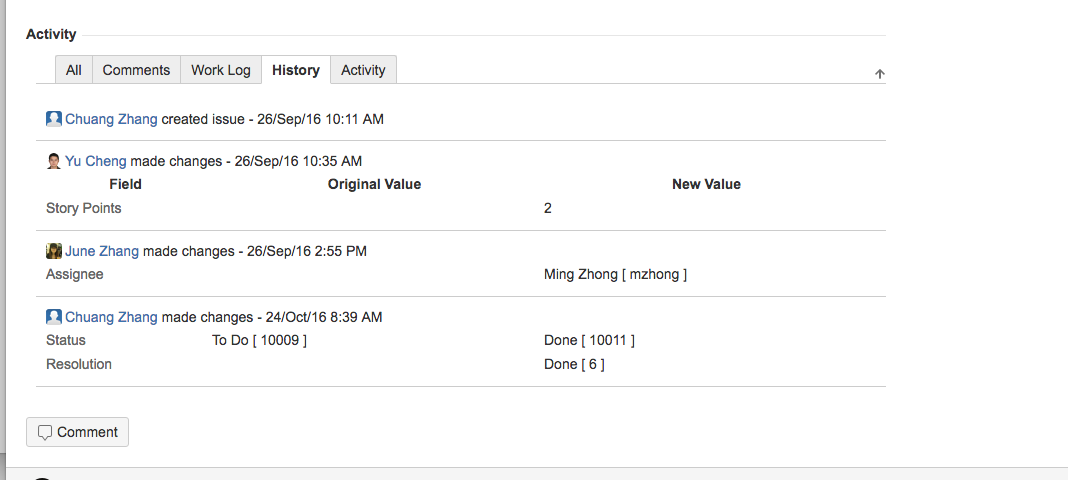 Activity
All Comments Work Log History Activity
Chuang Zhang created issue - 26/Sep/16 10:11 AM
Yu Cheng made changes - 26/Sep/16 10:35 AM
Field Original Value New Value
Story Points 2
June Zhang made changes - 26/Sep/16 2:55 PM
Assignee Ming Zhong [ mzhong ]
Chuang Zhang made changes - 24/Oct/16 8:39 AM
Status To Do [ 10009 ] Done [ 10011 ]
Resolution Done [ 6 ]
Comment